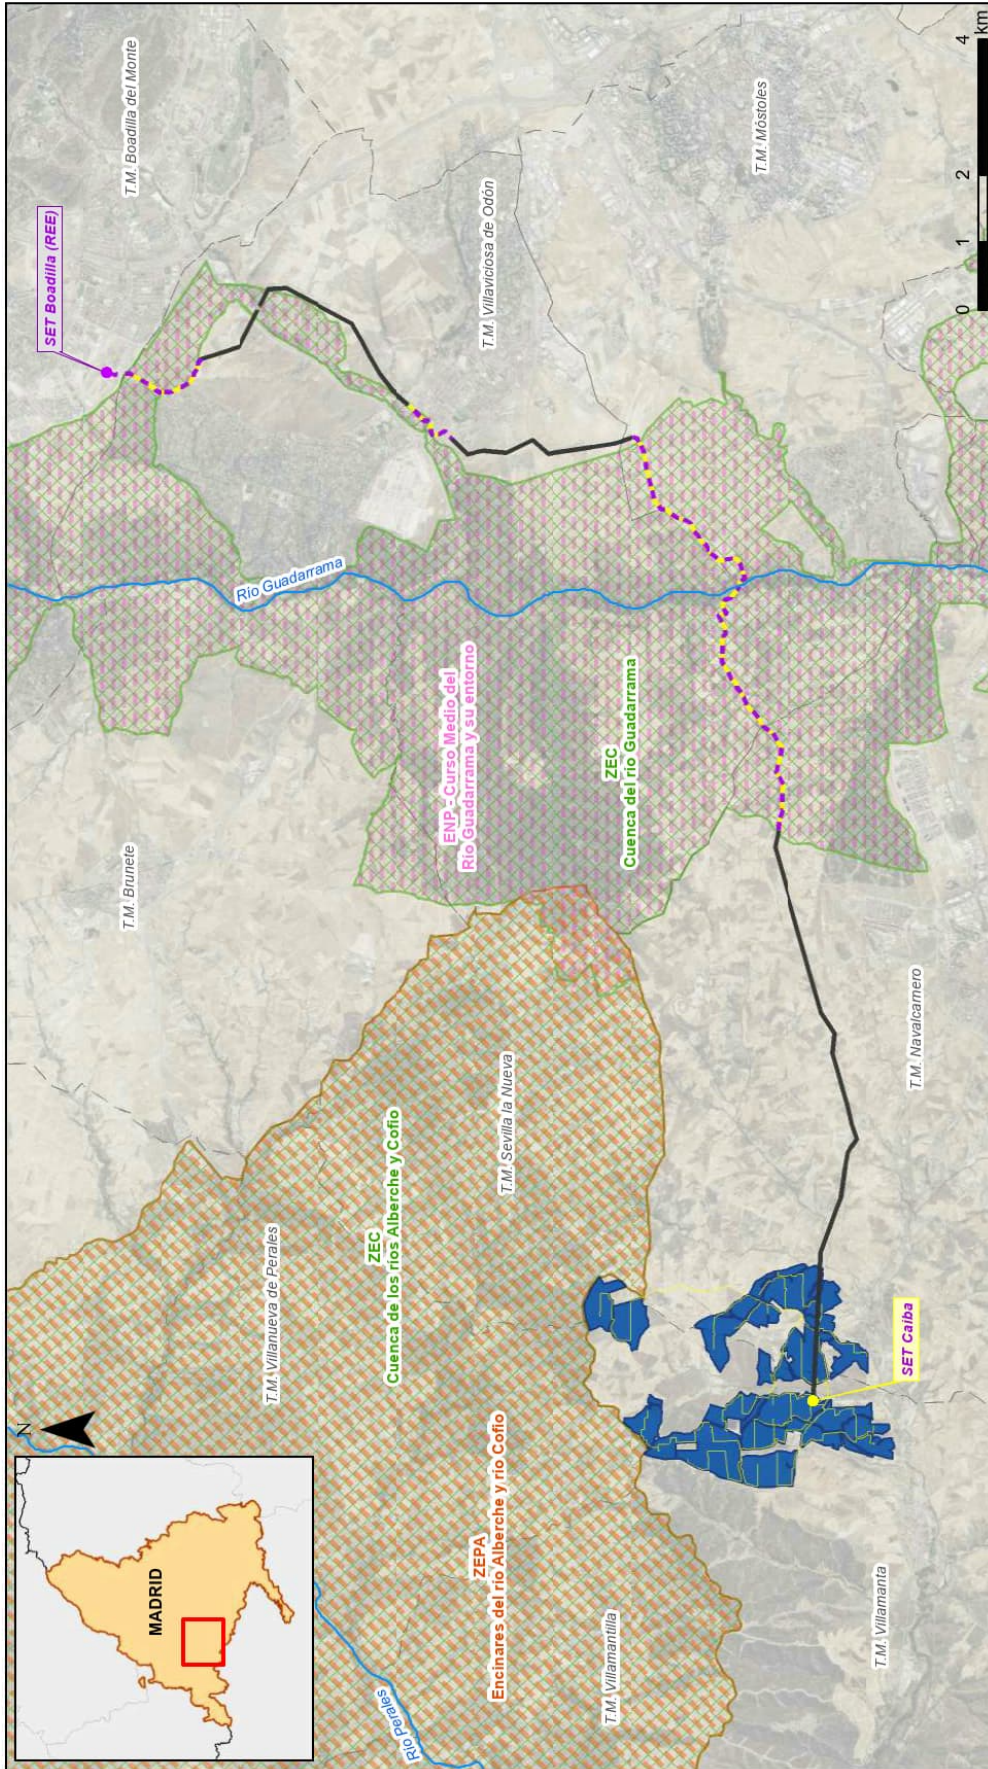 N
MADRID
Río Perales
T.M. Villanueva de Perales
T.M. Brunete
T.M. Boadilla del Monte
SET Boadilla (REE)
Río Guadarrama
ZEC
Cuenca de los ríos Alberche y Cofio
ENP - Curso Medio del
Río Guadarrama y su entorno
T.M. Villaviciosa de Odón
ZEPA
Encinares del río Alberche y río Cofio
T.M. Sevilla la Nueva
ZEC
Cuenca del río Guadarrama
T.M. Villamantilla
T.M. Móstoles
T.M. Villamanta
SET Caiba
T.M. Navalcarnero
0 1 2 4
km